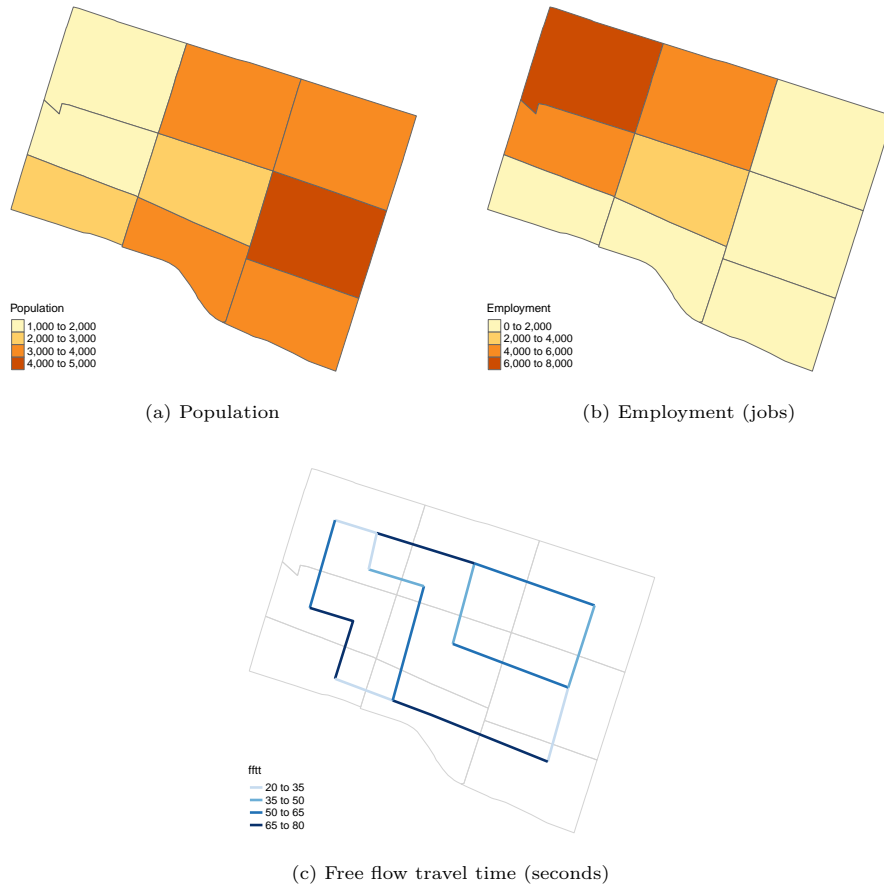 Population
1,000 to 2,000
2,000 to 3,000
3,000 to 4,000
4,000 to 5,000
Employment
0 to 2,000
2,000 to 4,000
4,000 to 6,000
6,000 to 8,000
(a) Population
(b) Employment (jobs)
fftt
20 to 35
35 to 50
50 to 65
65 to 80
(c) Free flow travel time (seconds)